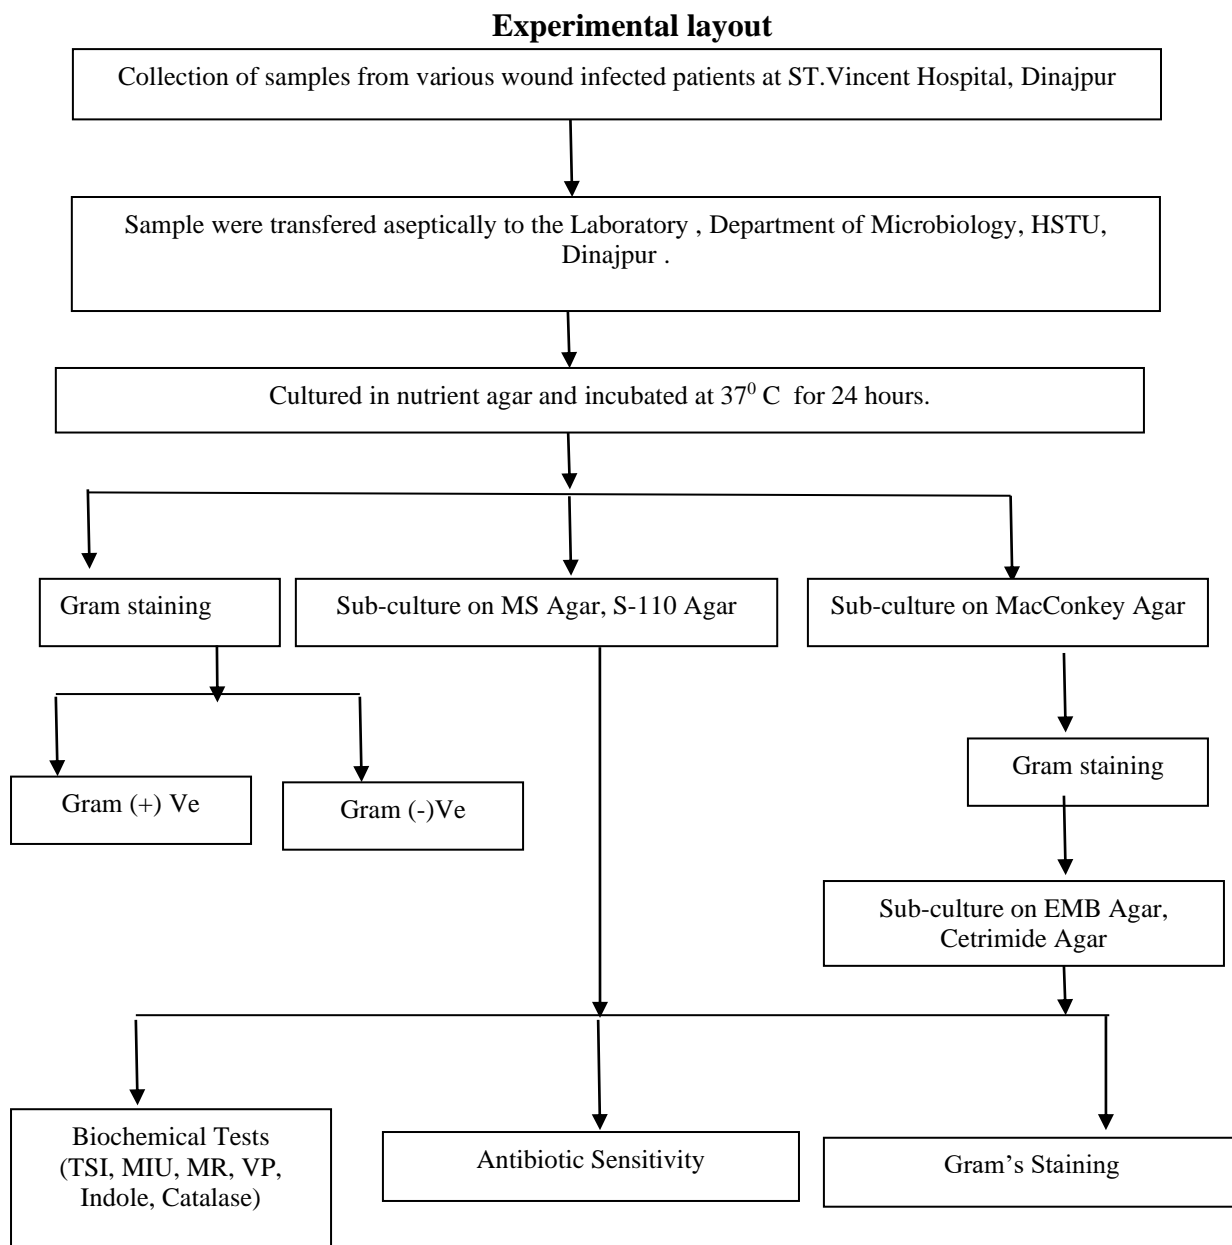 Experimental layout
Collection of samples from various wound infected patients at ST.Vincent Hospital, Dinajpur
Sample were transfered aseptically to the Laboratory , Department of Microbiology, HSTU,
Dinajpur .
Cultured in nutrient agar and incubated at 37⁰ C for 24 hours.
Gram staining
Sub-culture on MS Agar, S-110 Agar
Sub-culture on MacConkey Agar
Gram (+) Ve
Gram (-)Ve
Gram staining
Sub-culture on EMB Agar,
Cetrimide Agar
Biochemical Tests
(TSI, MIU, MR, VP,
Indole, Catalase)
Antibiotic Sensitivity
Gram’s Staining